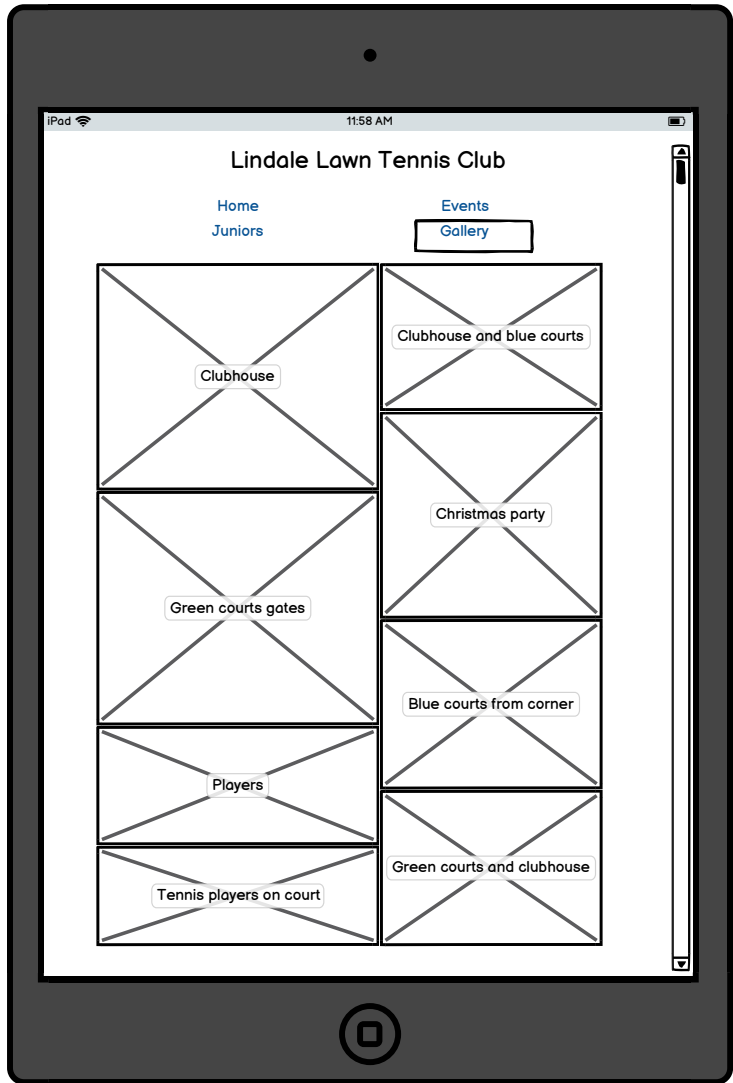 iPad
11:58 AM
Lindale Lawn Tennis Club
Home
Events
Juniors
Gallery
Clubhouse
Clubhouse and blue courts
Christmas party
Green courts gates
Blue courts from corner
Players
Green courts and clubhouse
Tennis players on court